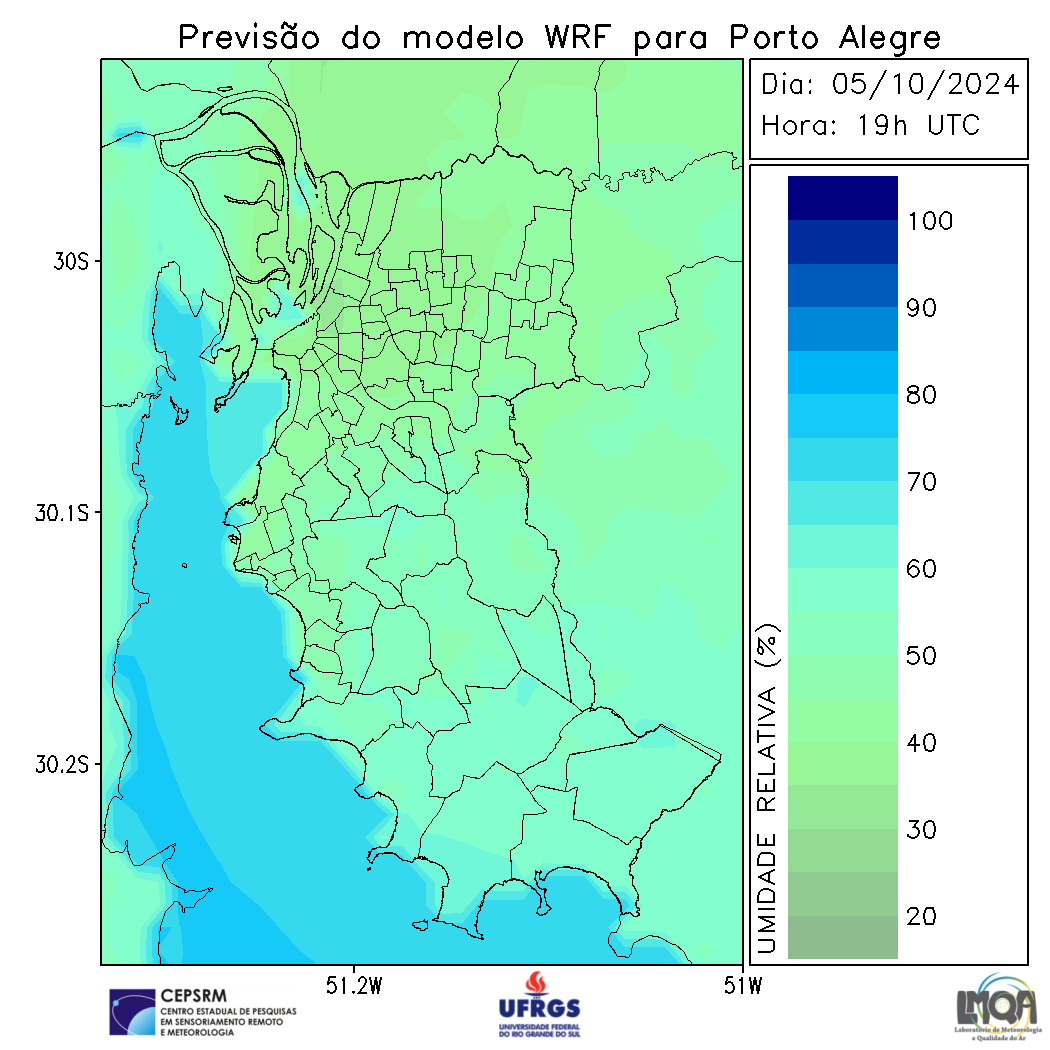 Previsão do modelo WRF para Porto Alegre
Dia: 05/10/2024
Hora: 19h UTC
30S
30.1S
30.2S
51.2W
51W
100
90
80
70
60
50
40
30
20
UMIDADE RELATIVA (%)
CEPSRM
CENTRO ESTADUAL DE PESQUISAS
EM SENSORIAMENTO REMOTO
E METEOROLOGIA
UFRGS
UNIVERSIDADE FEDERAL
DO RIO GRANDE DO SUL
LMQA
Laboratório de Meteorologia
e Qualidade do Ar